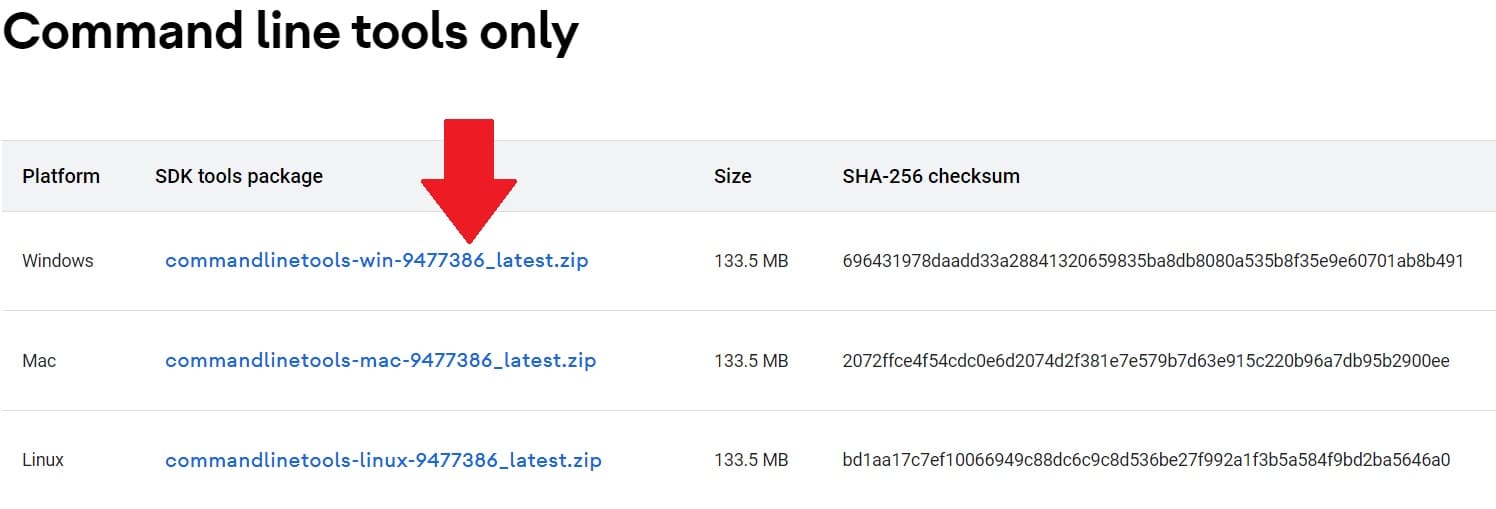 Command line tools only
Platform SDK tools package Size SHA-256 checksum
Windows commandlinetools-win-9477386_latest.zip 133.5 MB 696431978daadd33a28841320659835ba8db8080a535b8f35e9e60701ab8b491
Mac commandlinetools-mac-9477386_latest.zip 133.5 MB 2072ffce4f54cdc0e6d2074d2f381e7e579b7d63e915c220b96a7db95b2900ee
Linux commandlinetools-linux-9477386_latest.zip 133.5 MB bd1aa17c7ef10066949c88dc6c9c8d536be27f992a1f3b5a584f9bd2ba5646a0